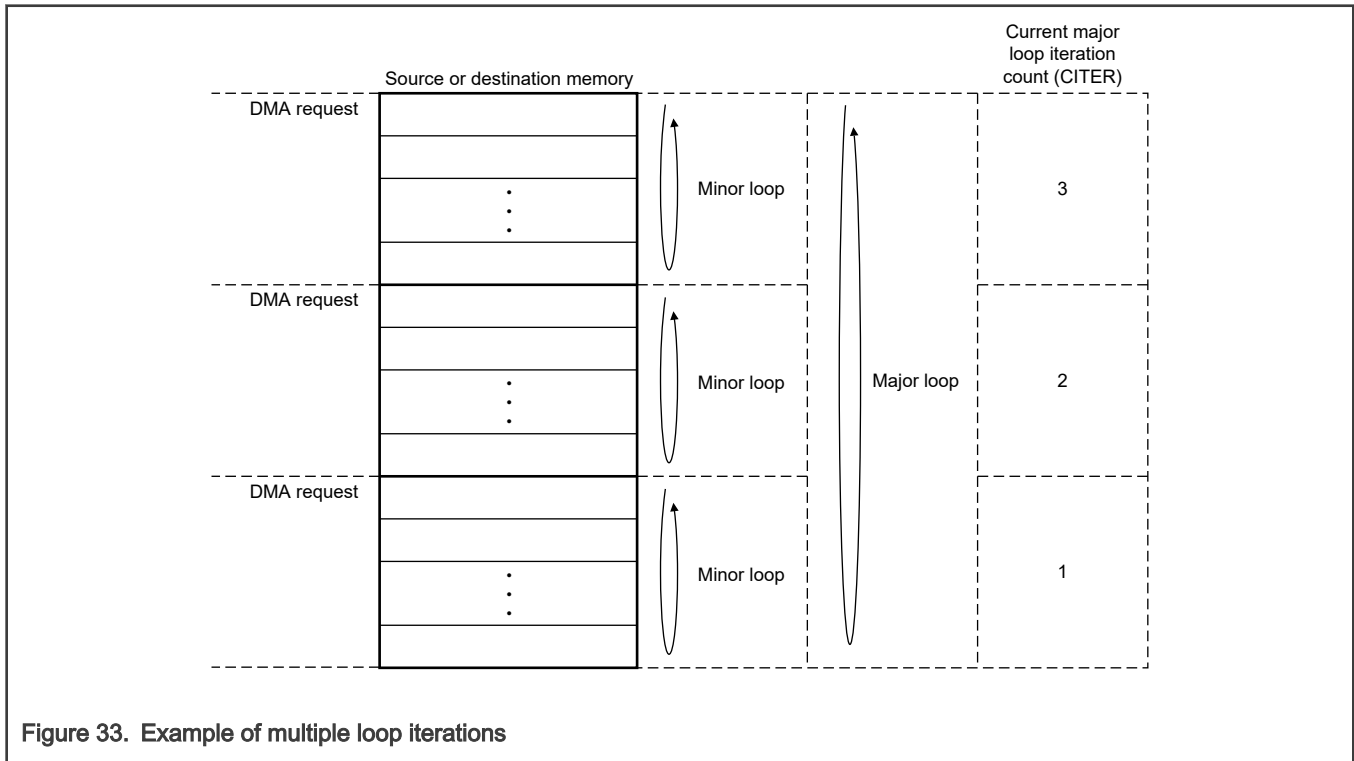 Current major
loop iteration
count (CITER)
Source or destination memory
DMA request
Minor loop
3
DMA request
Minor loop
Major loop
2
DMA request
Minor loop
1
Figure 33. Example of multiple loop iterations